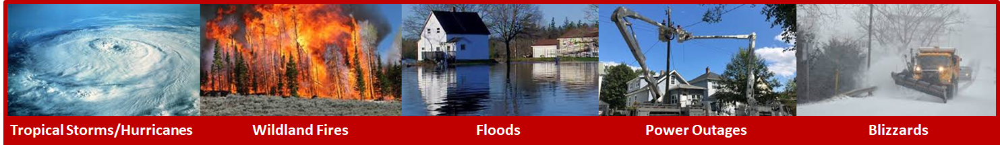 Tropical Storms/Hurricanes
Wildland Fires
Floods
Power Outages
Blizzards